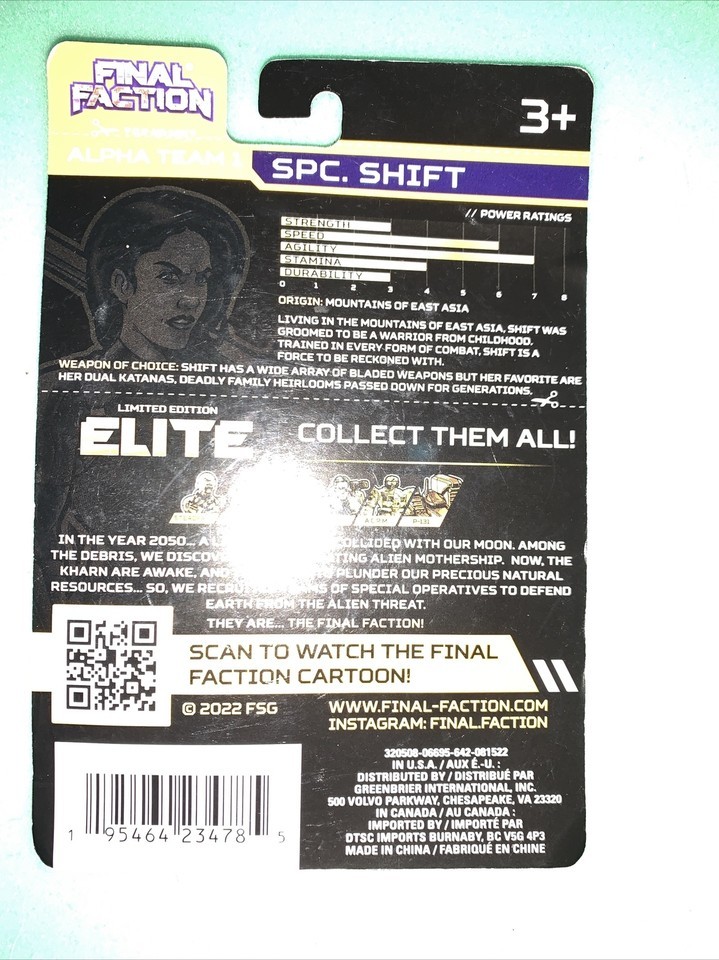 FINAL
FACTION
3+
ALPHA TEAM 1
SPC. SHIFT
// POWER RATINGS
STRENGTH
SPEED
AGILITY
STAMINA
DURABILITY
0 1 2 3 4 5 6 7 8
ORIGIN: MOUNTAINS OF EAST ASIA
LIVING IN THE MOUNTAINS OF EAST ASIA, SHIFT WAS
GROOMED TO BE A WARRIOR FROM CHILDHOOD.
TRAINED IN EVERY FORM OF COMBAT, SHIFT IS A
FORCE TO BE RECKONED WITH.
WEAPON OF CHOICE: SHIFT HAS A WIDE ARRAY OF BLADED WEAPONS BUT HER FAVORITE ARE
HER DUAL KATANAS, DEADLY FAMILY HEIRLOOMS PASSED DOWN FOR GENERATIONS.
LIMITED EDITION
ELITE
COLLECT THEM ALL!
P-131
IN THE YEAR 2050... A COLLIDED WITH OUR MOON. AMONG
THE DEBRIS, WE ALIEN MOTHERSHIP. NOW, THE
KHARN ARE AWAKE, AND PLUNDER OUR PRECIOUS NATURAL
RESOURCES... SO, WE OF SPECIAL OPERATIVES TO DEFEND
EARTH FROM THE ALIEN THREAT.
THEY ARE... THE FINAL FACTION!
SCAN TO WATCH THE FINAL
FACTION CARTOON!
© 2022 FSG
WWW.FINAL-FACTION.COM
INSTAGRAM: FINAL.FACTION
320508-06695-642-081522
IN U.S.A. / AUX É.-U. :
DISTRIBUTED BY / DISTRIBUÉ PAR
GREENBRIER INTERNATIONAL, INC.
500 VOLVO PARKWAY, CHESAPEAKE, VA 23320
IN CANADA / AU CANADA :
IMPORTED BY / IMPORTÉ PAR
DTSC IMPORTS BURNABY, BC V5G 4P3
MADE IN CHINA / FABRIQUÉ EN CHINE
1 95464 23478 5